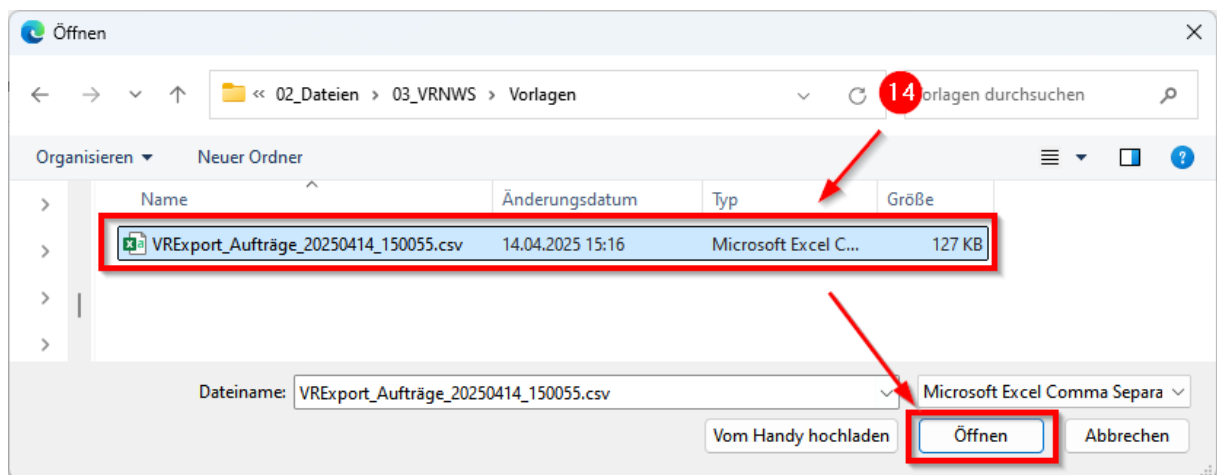 Öffnen
« 02_Dateien > 03_VRNWS > Vorlagen
14
durchsuchen
Organisieren Neuer Ordner
?
Name Änderungsdatum Typ Größe
VRExport_Aufträge_20250414_150055.csv 14.04.2025 15:16 Microsoft Excel C... 127 KB
Dateiname: VRExport_Aufträge_20250414_150055.csv Microsoft Excel Comma Separa
Vom Handy hochladen Öffnen Abbrechen